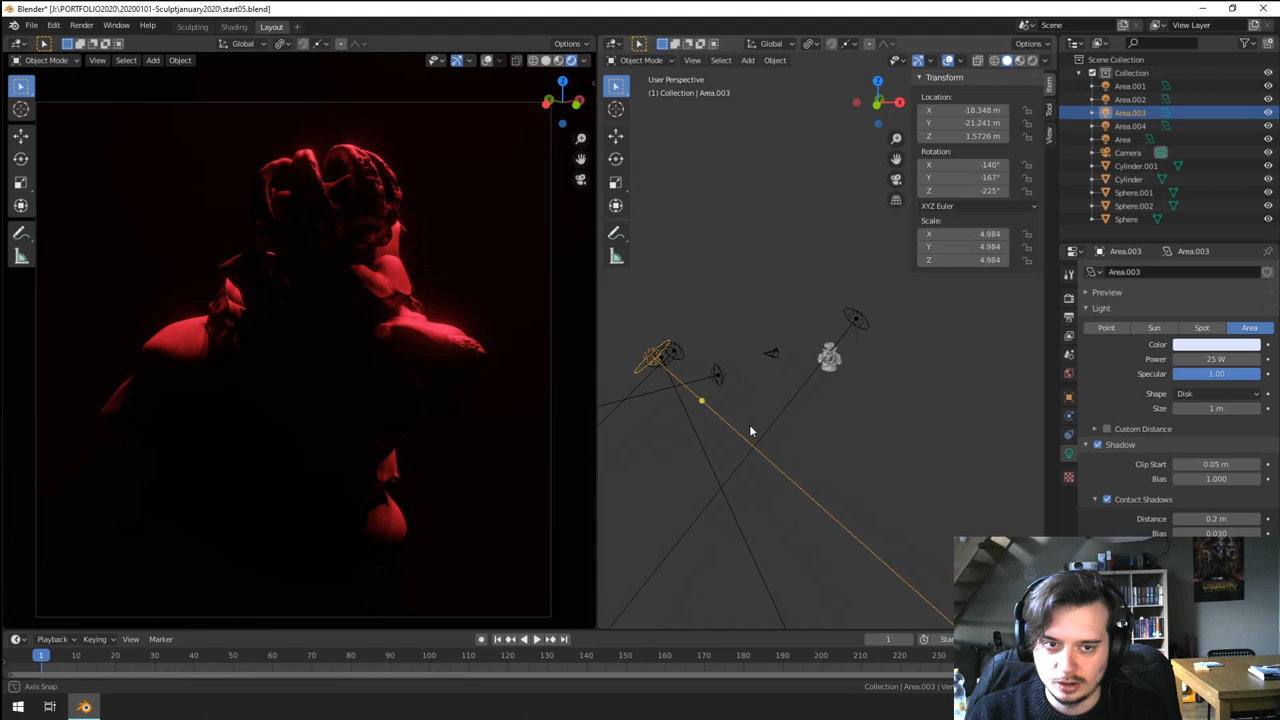 Blender* [J:\PORTFOLIO2020\20200101-Sculptjanuary2020\start05.blend]
File Edit Render Window Help Sculpting Shading Layout Scene View Layer
Global Options Global Options
Object Mode View Select Add Object Object Mode View Select Add Object
User Perspective
(1) Collection | Area.003
Z
X
Y
Z
X
Transform
Location:
X -18.348 m
Y -21.241 m
Z 1.5726 m
Rotation:
X -140°
Y -167°
Z -225°
XYZ Euler
Scale:
X 4.984
Y 4.984
Z 4.984
Item
Tool
View
Scene Collection
Collection
Area.001
Area.002
Area.003
Area.004
Area
Camera
Cylinder.001
Cylinder
Sphere.001
Sphere.002
Sphere
Area.003 Area.003
Area.003
Preview
Light
Point Sun Spot Area
Color
Power 25 W
Specular 1.00
Shape Disk
Size 1 m
Custom Distance
Shadow
Clip Start 0.05 m
Bias 1.000
Contact Shadows
Distance 0.2 m
Bias 0.030
Playback Keying View Marker 1 Star
1 10 20 30 40 50 60 70 80 90 100 110 120 130 140 150 160 170 180 190 200 210 220 230
Axis Snap
Collection | Area.003 | Ver